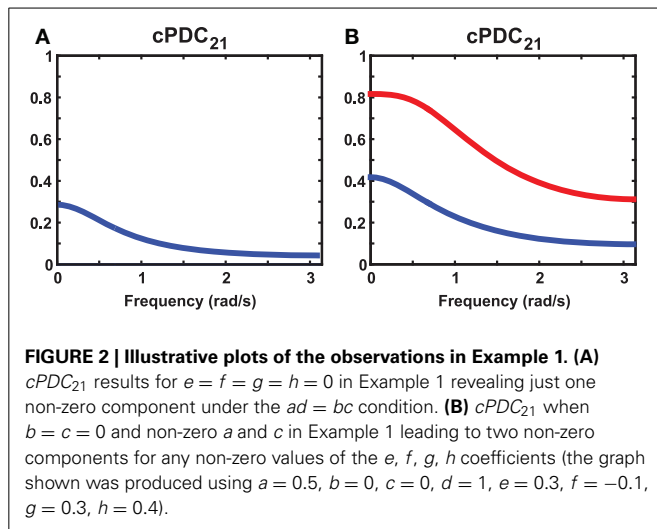 A
cPDC21
1
0.8
0.6
0.4
0.2
0
0
1
2
3
Frequency (rad/s)
B
cPDC21
1
0.8
0.6
0.4
0.2
0
0
1
2
3
Frequency (rad/s)
FIGURE 2 | Illustrative plots of the observations in Example 1. (A)
cPDC21 results for e = f = g = h = 0 in Example 1 revealing just one
non-zero component under the ad = bc condition. (B) cPDC21 when
b = c = 0 and non-zero a and c in Example 1 leading to two non-zero
components for any non-zero values of the e, f, g, h coefficients (the graph
shown was produced using a = 0.5, b = 0, c = 0, d = 1, e = 0.3, f = −0.1,
g = 0.3, h = 0.4).